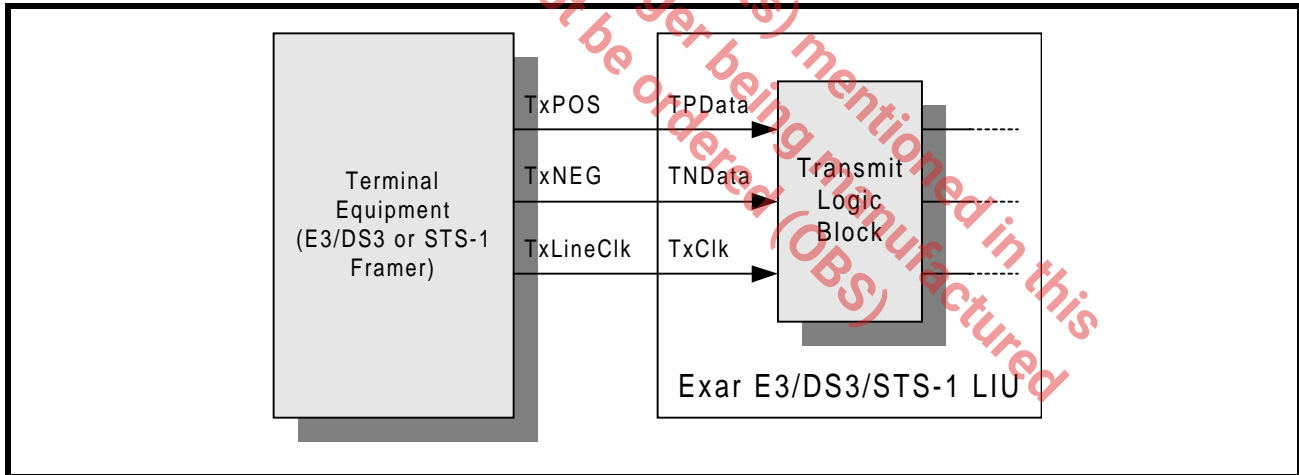 Terminal
Equipment
(E3/DS3 or STS-1
Framer)
TxPOS
TxNEG
TxLineClk
TPData
TNData
TxClk
Transmit
Logic
Block
Exar E3/DS3/STS-1 LIU
mentioned in this
being manufactured
be ordered (OBS)